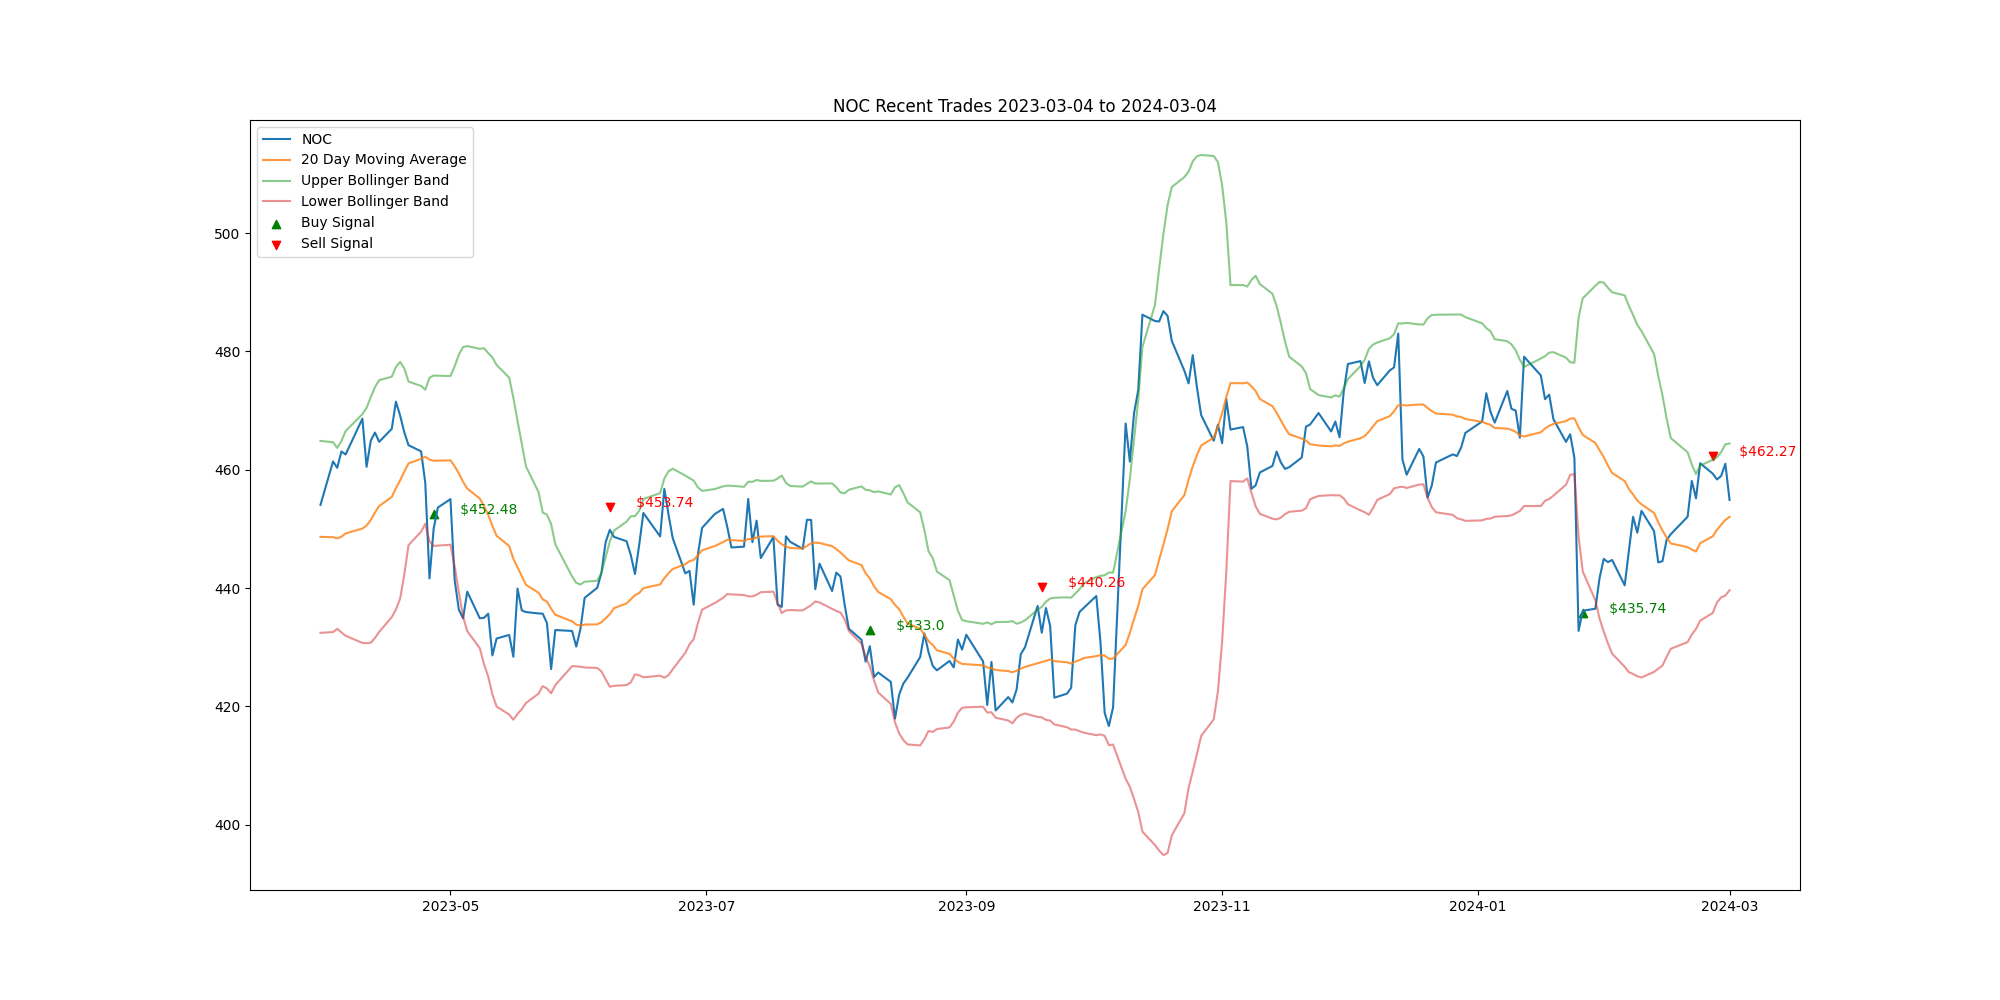 NOC Recent Trades 2023-03-04 to 2024-03-04
NOC
20 Day Moving Average
Upper Bollinger Band
Lower Bollinger Band
Buy Signal
Sell Signal
500
480
460
440
420
400
$452.48
$453.74
$433.0
$440.26
$435.74
$462.27
2023-05
2023-07
2023-09
2023-11
2024-01
2024-03